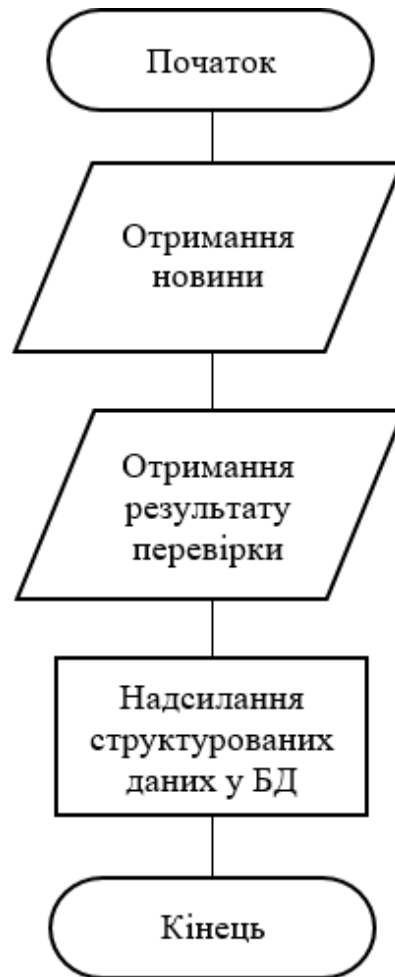 Початок
Отримання
новини
Отримання
результату
перевірки
Надсилання
структурованих
даних у БД
Кінець